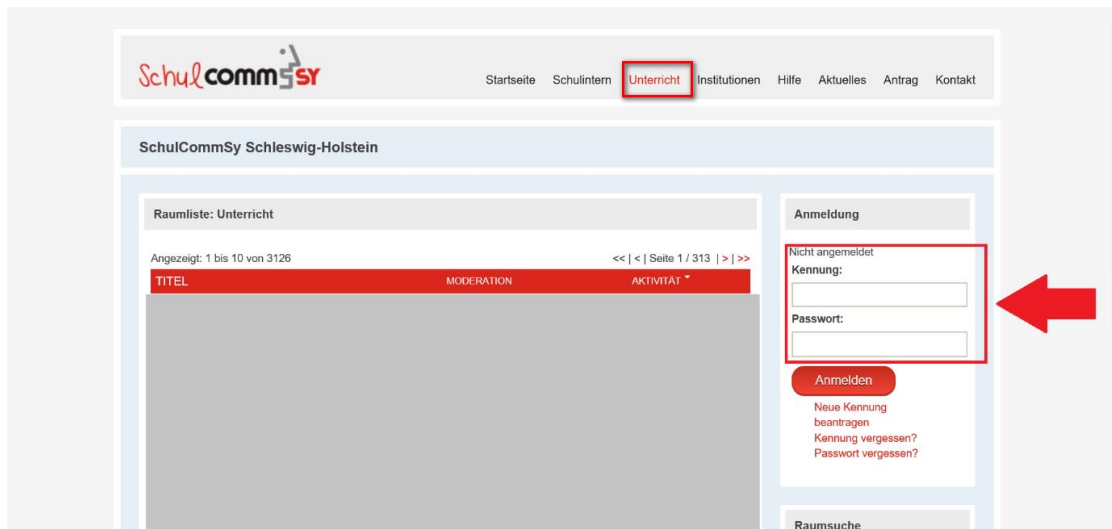 Schulcommsy
Startseite Schulintern Unterricht Institutionen Hilfe Aktuelles Antrag Kontakt
SchulCommSy Schleswig-Holstein
Raumliste: Unterricht
Angezeigt: 1 bis 10 von 3126 << | < | Seite 1 / 313 | > | >>
TITEL MODERATION AKTIVITÄT
Anmeldung
Nicht angemeldet
Kennung:
Passwort:
Anmelden
Neue Kennung
beantragen
Kennung vergessen?
Passwort vergessen?
Raumsuche